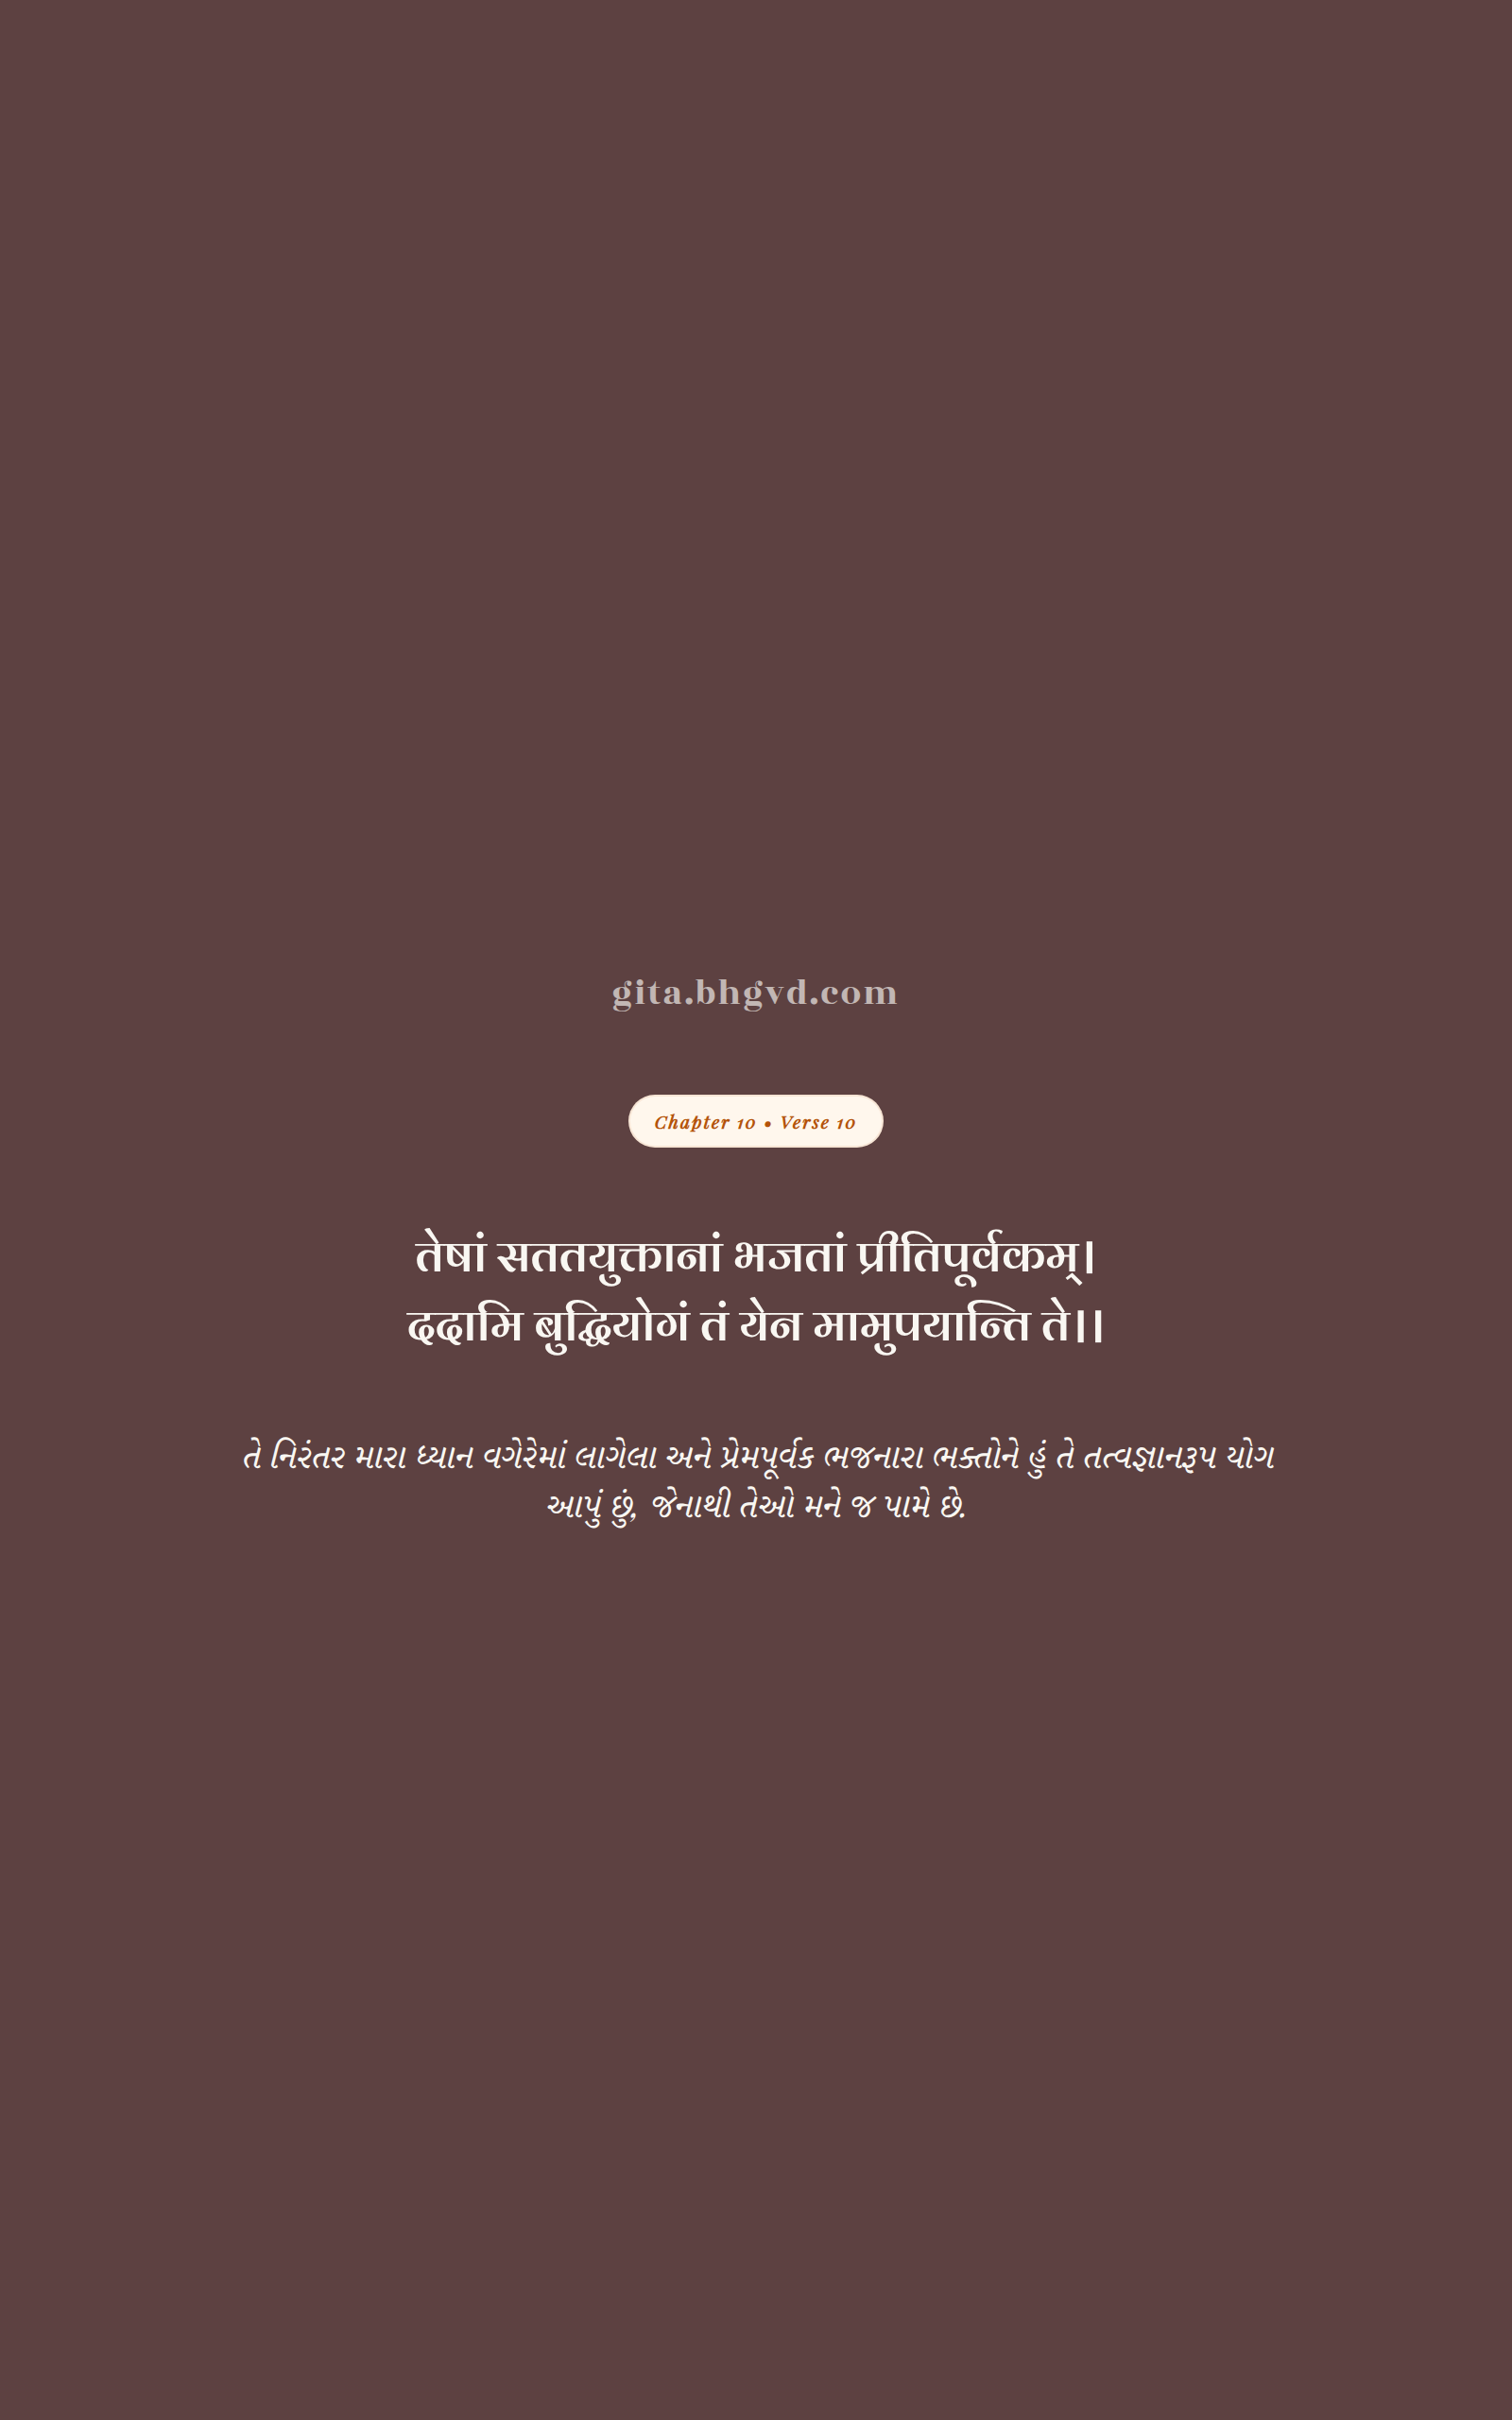 gita.bhgvd.com
Chapter 10 • Verse 10
तेषां सततयुक्तानां भजतां प्रीतिपूर्वकम्।
ददामि बुद्धियोगं तं येन मामुपयान्ति ते।।
તે નિરંતર મારા ધ્યાન વગેરેમાં લાગેલા અને પ્રેમપૂર્વક ભજનારા ભક્તોને હું તે તત્વજ્ઞાનરૂપ યોગ
આપું છું, જેનાથી તેઓ મને જ પામે છે.